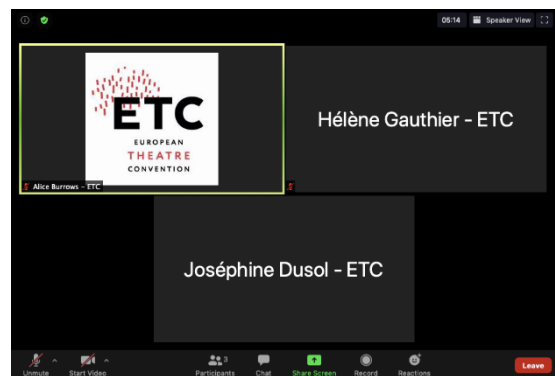 05:14 Speaker View
ETC
EUROPEAN
THEATRE
CONVENTION
Alice Burrows - ETC
Hélène Gauthier - ETC
Joséphine Dusol - ETC
Unmute Start Video Participants 3 Chat Share Screen Record Reactions Leave